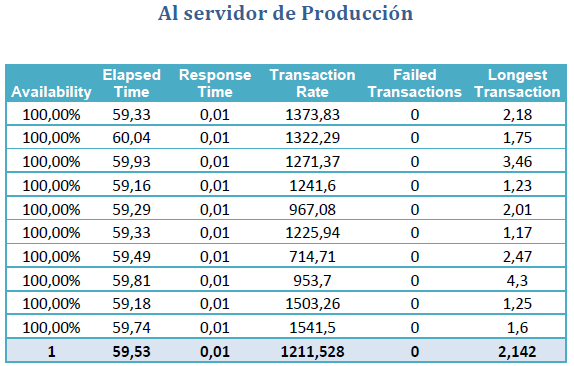 Al servidor de Producción
Availability Elapsed Time Response Time Transaction Rate Failed Transactions Longest Transaction
100,00% 59,33 0,01 1373,83 0 2,18
100,00% 60,04 0,01 1322,29 0 1,75
100,00% 59,93 0,01 1271,37 0 3,46
100,00% 59,16 0,01 1241,6 0 1,23
100,00% 59,29 0,01 967,08 0 2,01
100,00% 59,33 0,01 1225,94 0 1,17
100,00% 59,49 0,01 714,71 0 2,47
100,00% 59,81 0,01 953,7 0 4,3
100,00% 59,18 0,01 1503,26 0 1,25
100,00% 59,74 0,01 1541,5 0 1,6
1 59,53 0,01 1211,528 0 2,142